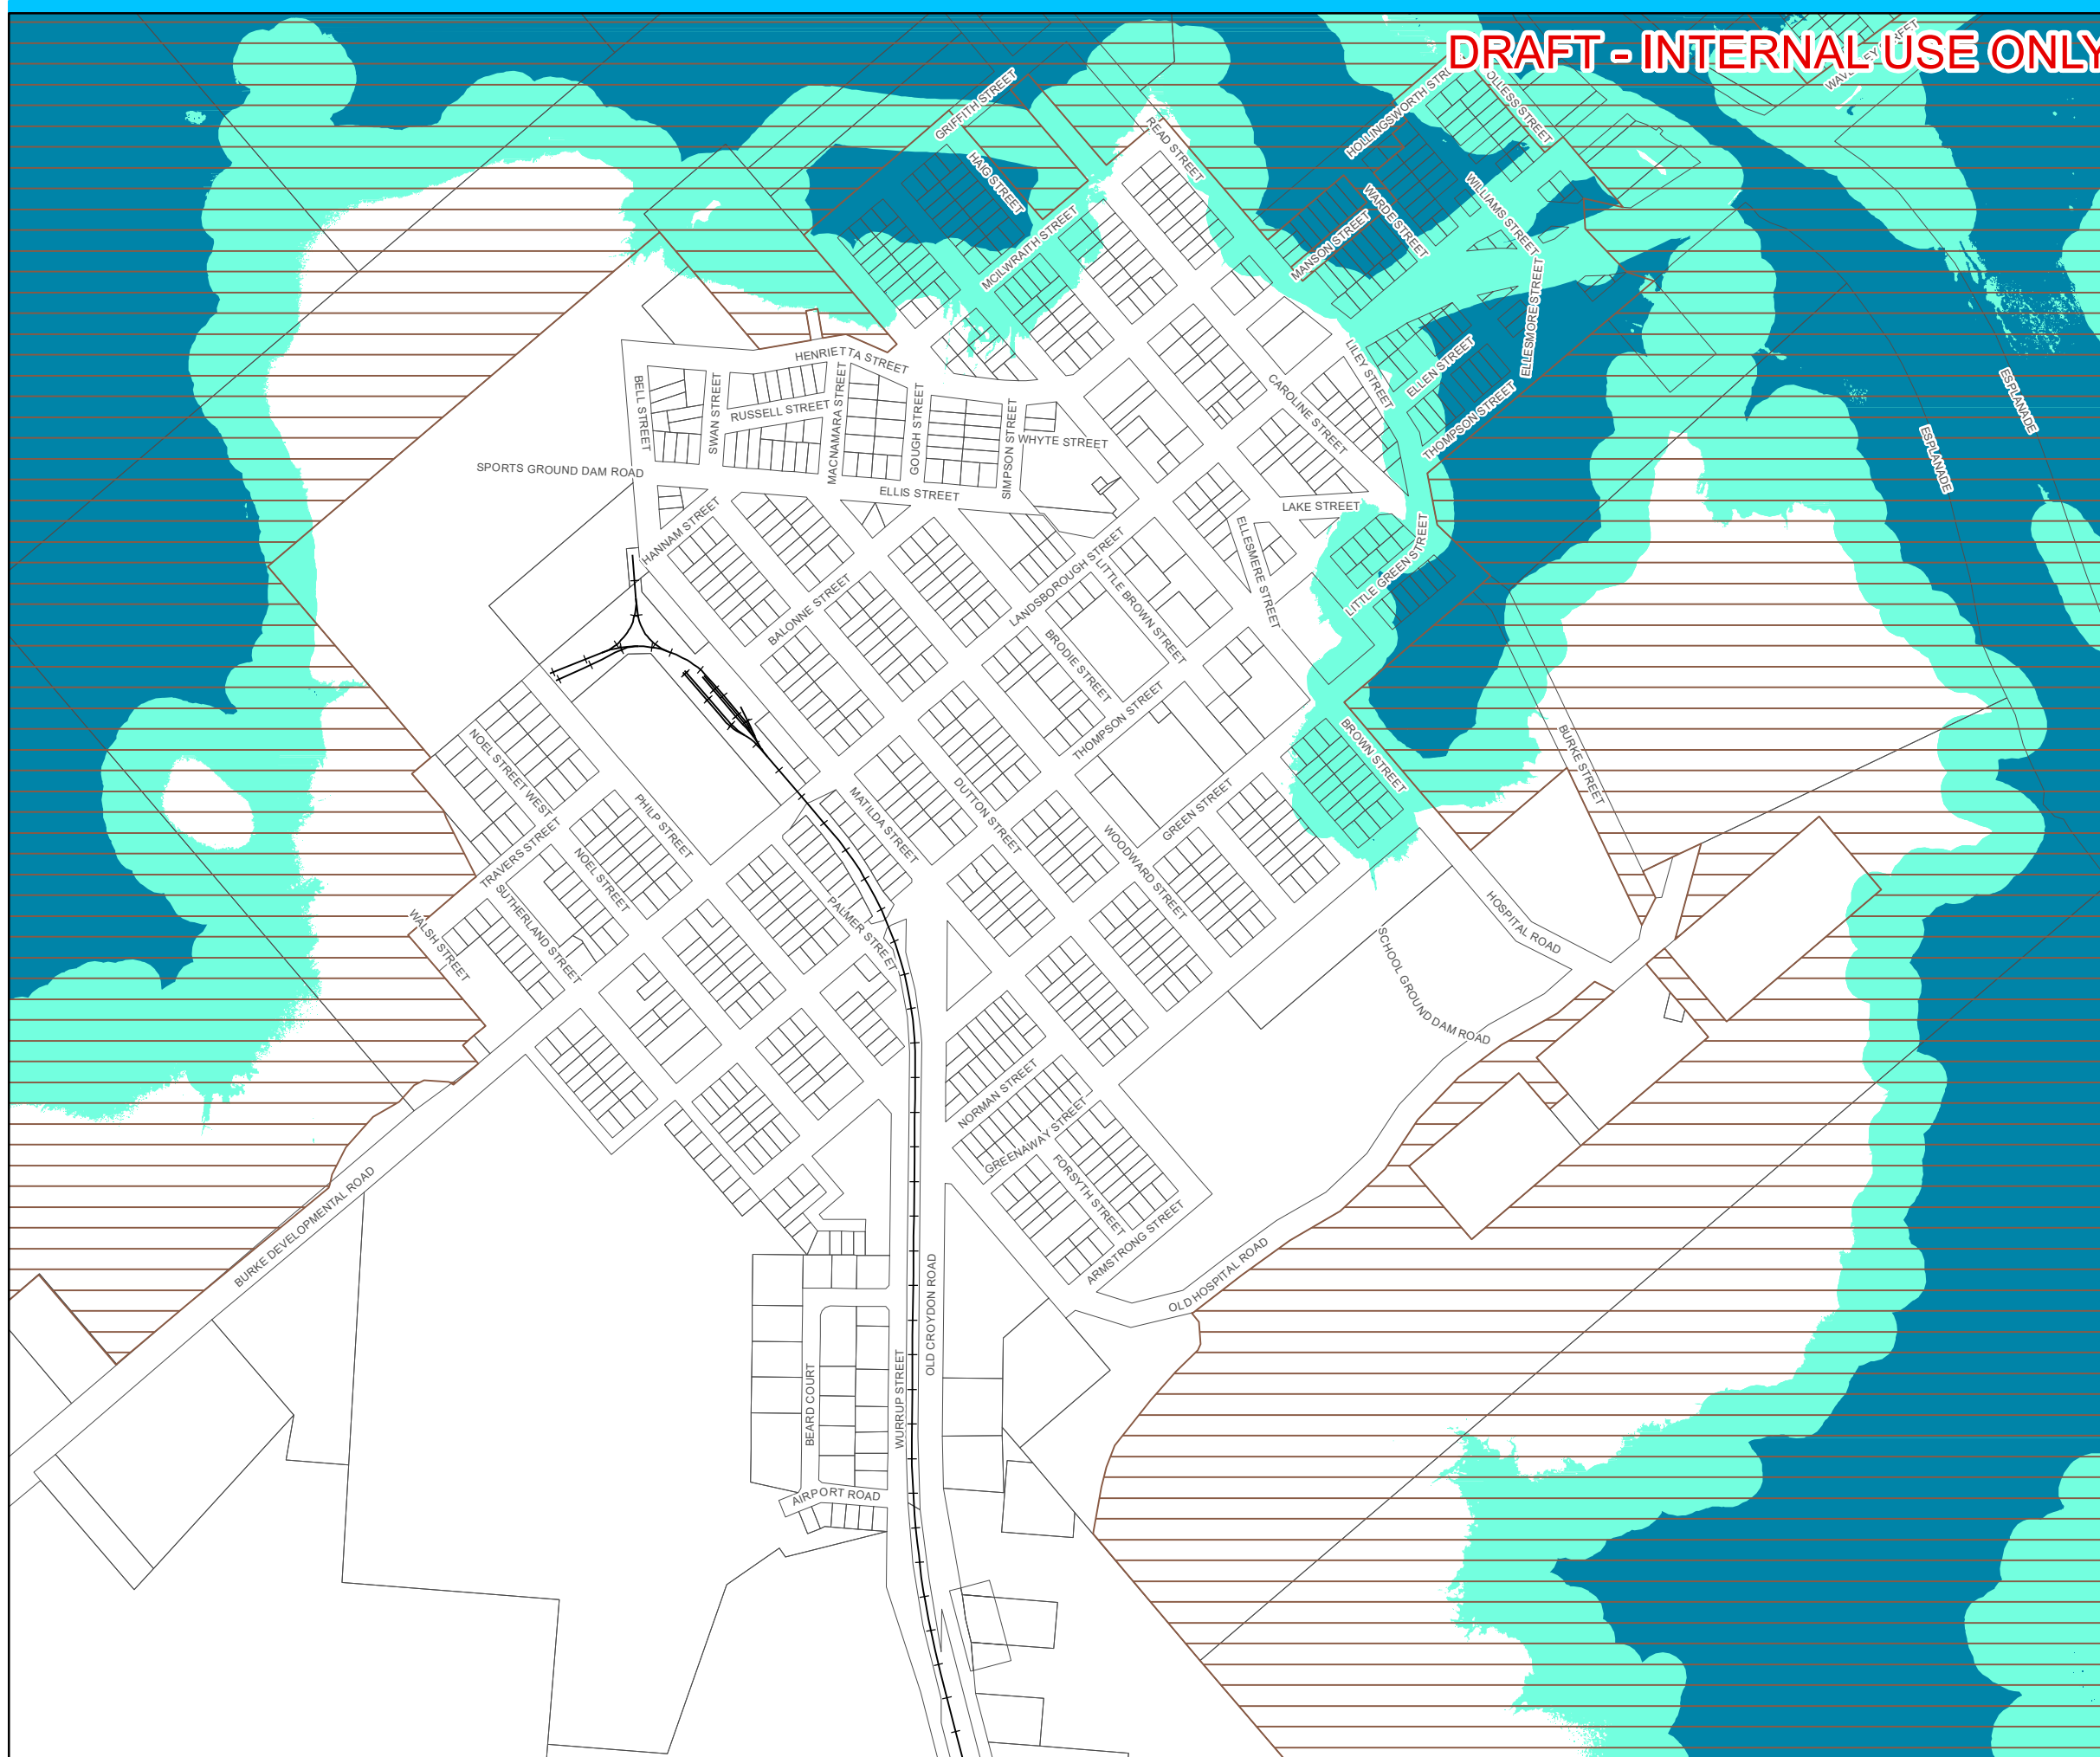 DRAFT - INTERNAL USE ONLY
GRIFFITH STREET
HAIG STREET
READ STREET
HOLLINGSWORTH STR
OLLESS STREET
MCILWRAITH STREET
MANSON STREET
WARDE STREET
WILLIAMS STREET
ELLESMORE STREET
HENRIETTA STREET
BELL STREET
SWAN STREET
RUSSELL STREET
MACNAMARA STREET
GOUGH STREET
SIMPSON STREET
WHYTE STREET
CAROLINE STREET
LILEY STREET
ELLEN STREET
THOMPSON STREET
ESPLANADE
ESPLANADE
SPORTS GROUND DAM ROAD
ELLIS STREET
LAKE STREET
HANNAM STREET
BALONNE STREET
LANDSBOROUGH STREET
LITTLE BROWN STREET
ELLESMERE STREET
LITTLE GREEN STREET
BRODIE STREET
THOMPSON STREET
BROWN STREET
BURKE STREET
NOEL STREET WEST
PHILP STREET
MATILDA STREET
DUTTON STREET
GREEN STREET
WOODWARD STREET
TRAVERS STREET
NOEL STREET
SUTHERLAND STREET
WALSH STREET
PALMER STREET
HOSPITAL ROAD
SCHOOL GROUND DAM ROAD
NORMAN STREET
GREENAWAY STREET
FORSYTH STREET
ARMSTRONG STREET
BURKE DEVELOPMENTAL ROAD
OLD HOSPITAL ROAD
OLD CROYDON ROAD
WURRUP STREET
BEARD COURT
AIRPORT ROAD